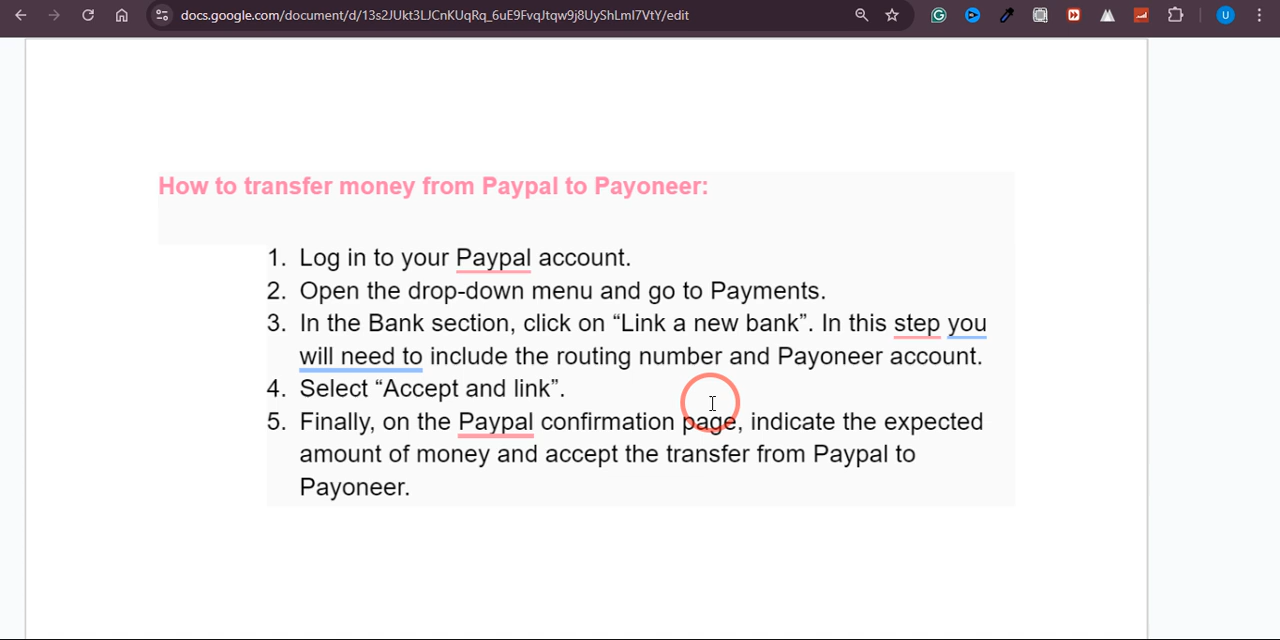 docs.google.com/document/d/13s2JUkt3LJCnKUqRq_6uE9FvqJtqw9j8UyShLmI7VtY/edit
U
How to transfer money from Paypal to Payoneer:
1. Log in to your Paypal account.
2. Open the drop-down menu and go to Payments.
3. In the Bank section, click on “Link a new bank”. In this step you
will need to include the routing number and Payoneer account.
4. Select “Accept and link”.
5. Finally, on the Paypal confirmation page, indicate the expected
amount of money and accept the transfer from Paypal to
Payoneer.